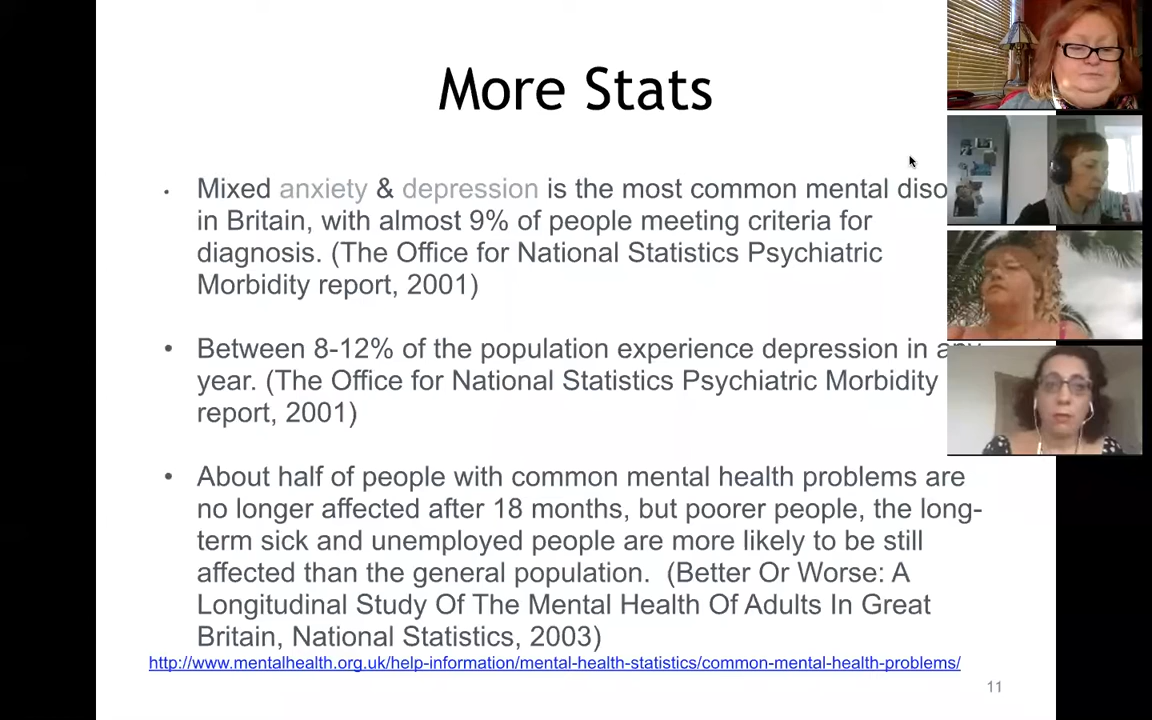 More Stats
• Mixed anxiety & depression is the most common mental diso
in Britain, with almost 9% of people meeting criteria for
diagnosis. (The Office for National Statistics Psychiatric
Morbidity report, 2001)
• Between 8-12% of the population experience depression in any
year. (The Office for National Statistics Psychiatric Morbidity
report, 2001)
• About half of people with common mental health problems are
no longer affected after 18 months, but poorer people, the long-
term sick and unemployed people are more likely to be still
affected than the general population.  (Better Or Worse: A
Longitudinal Study Of The Mental Health Of Adults In Great
Britain, National Statistics, 2003)
http://www.mentalhealth.org.uk/help-information/mental-health-statistics/common-mental-health-problems/
11